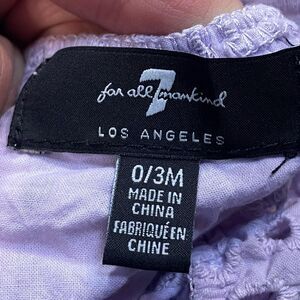 7
for all mankind
LOS ANGELES
0/3M
MADE IN
CHINA
FABRIQUÉ EN
CHINE